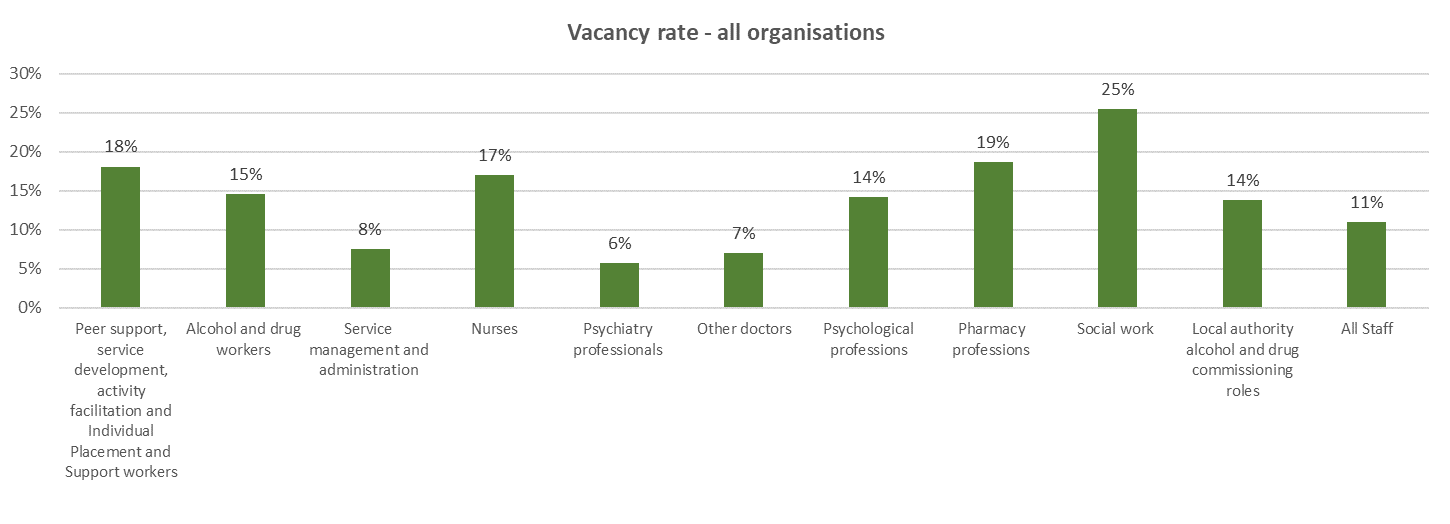 Vacancy rate - all organisations
30%
25%
20%
15%
10%
5%
0%
18%
15%
8%
17%
6%
7%
14%
19%
25%
14%
11%
Peer support,
service
development,
activity
facilitation and
Individual
Placement and
Support workers
Alcohol and drug
workers
Service
management and
administration
Nurses
Psychiatry
professionals
Other doctors
Psychological
professions
Pharmacy
professions
Social work
Local authority
alcohol and drug
commissioning
roles
All Staff